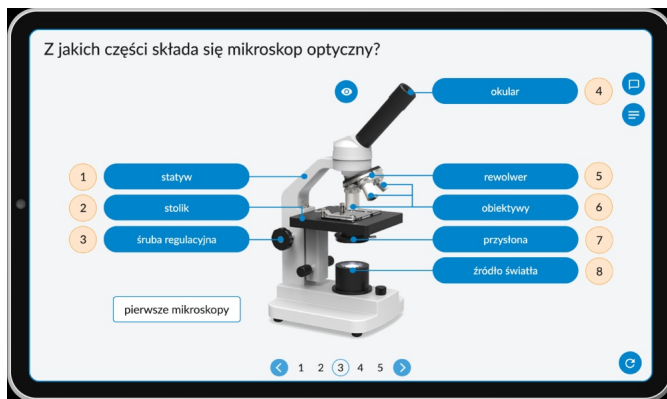 Z jakich części składa się mikroskop optyczny?
okular
4
1
statyw
rewolwer
5
2
stolik
obiektywy
6
3
śruba regulacyjna
przysłona
7
źródło światła
8
pierwsze mikroskopy
1 2 3 4 5